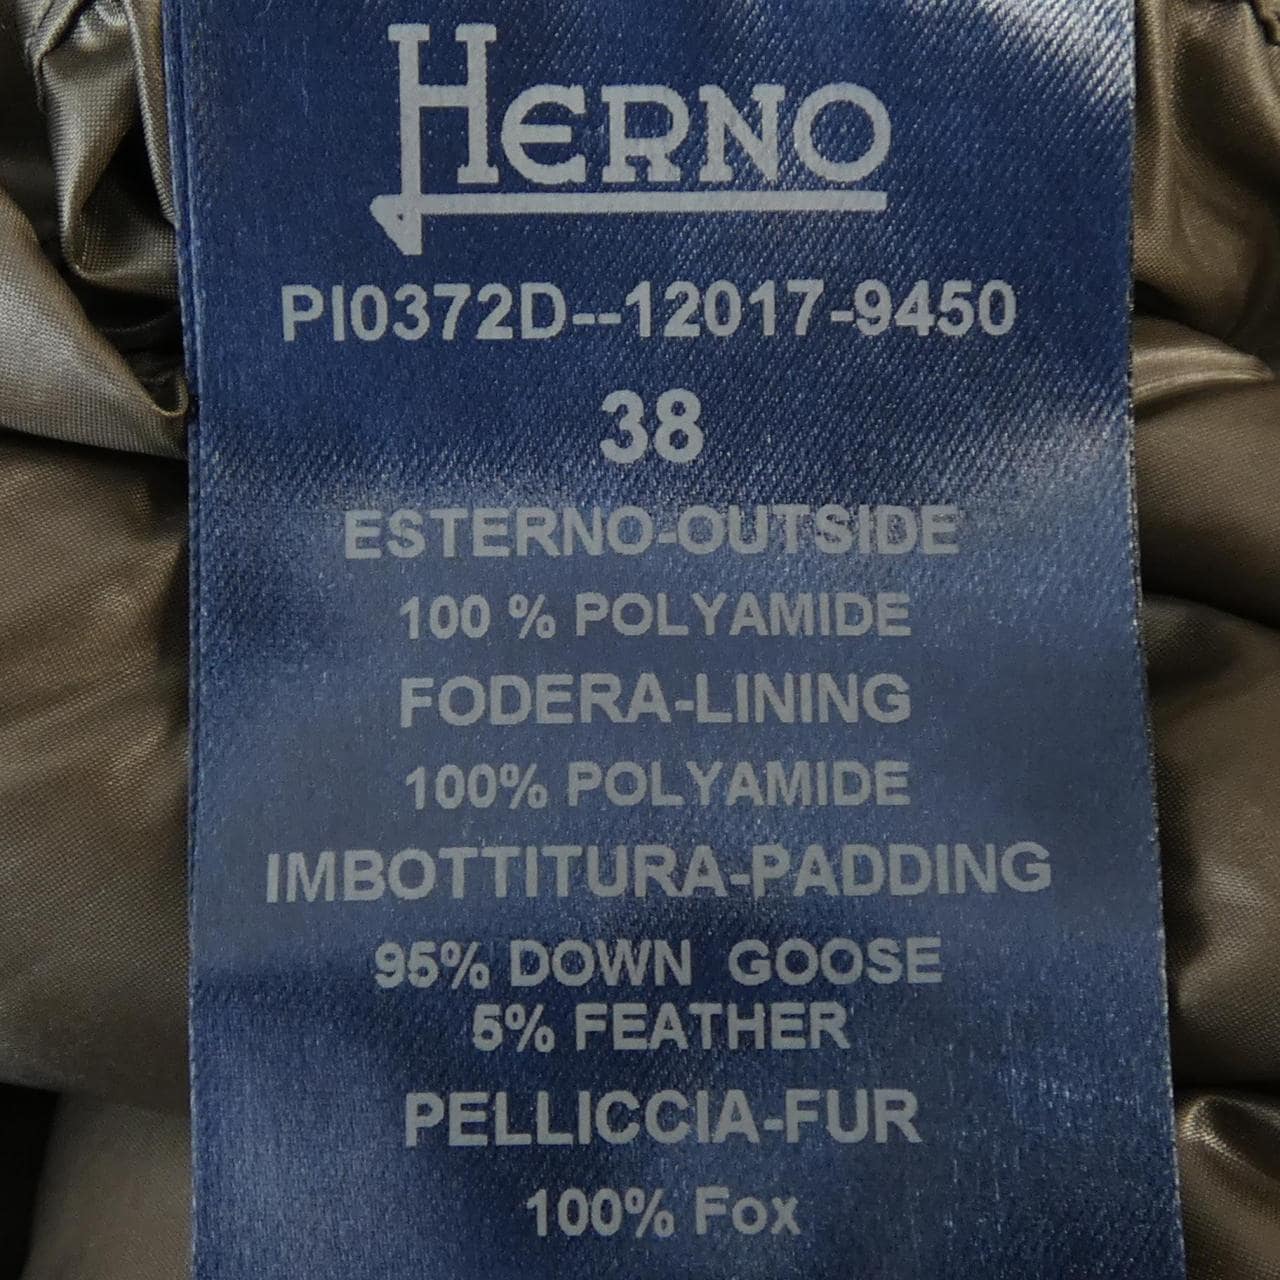 HERNO
PI0372D--12017-9450
38
ESTERNO-OUTSIDE
100 % POLYAMIDE
FODERA-LINING
100% POLYAMIDE
IMBOTTITURA-PADDING
95% DOWN GOOSE
5% FEATHER
PELLICCIA-FUR
100% Fox